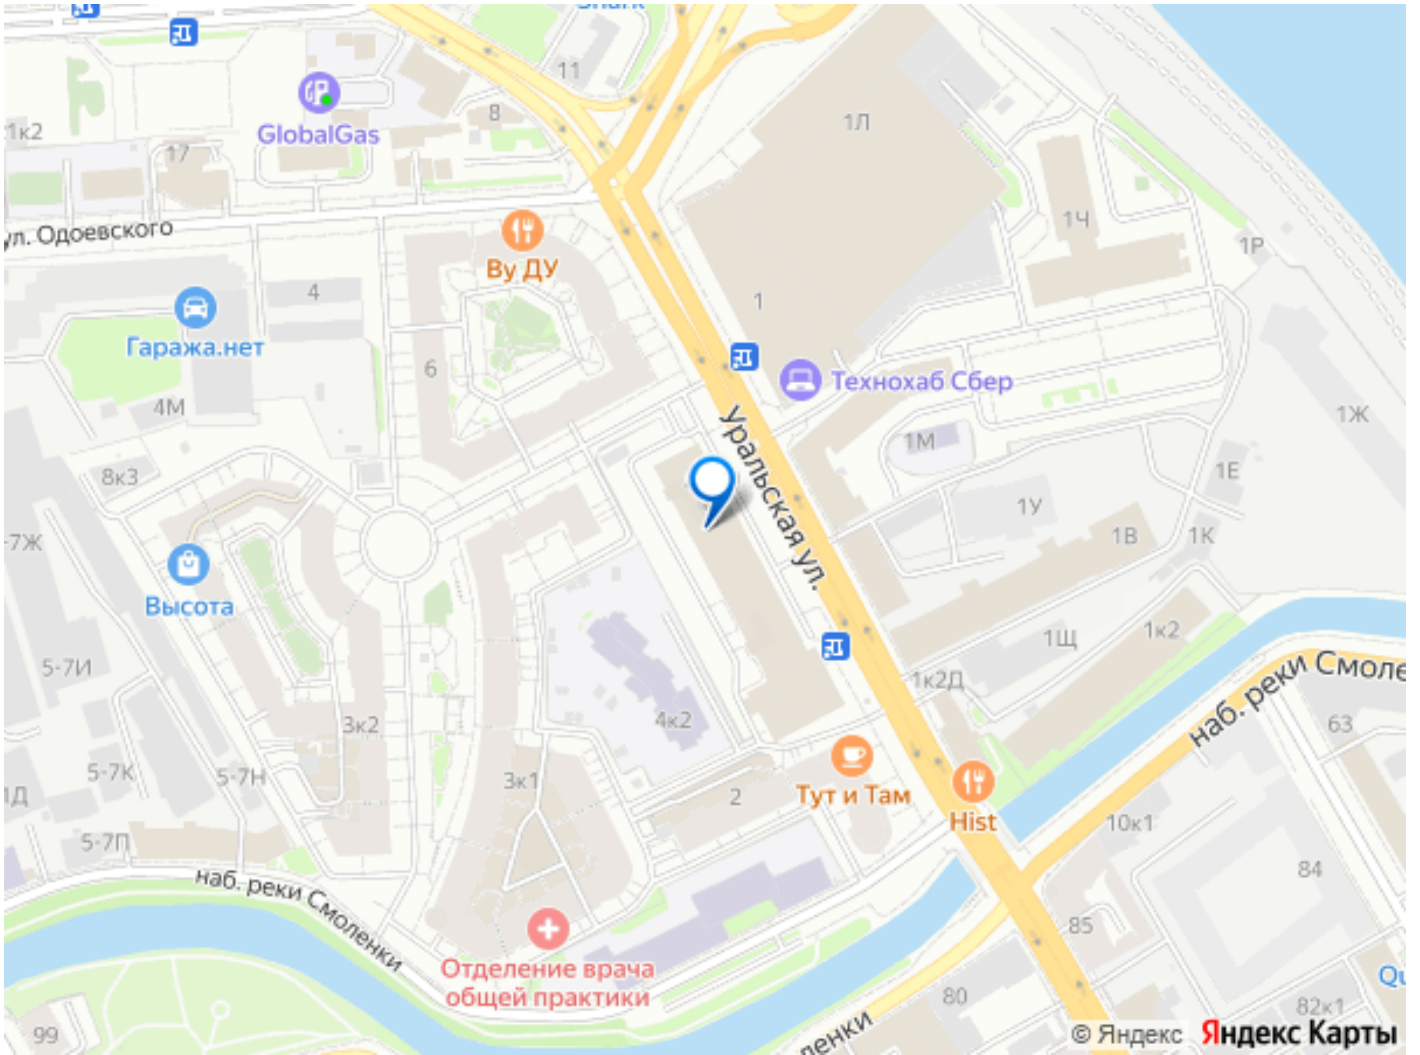 11
GlobalGas
8
1Л
17
ул. Одоевского
1Ч
1Р
Ву ДУ
4
1
Гаража.нет
6
Технохаб Сбер
4М
1Ж
1М
8к3
1Е
Уральская ул.
1У
1В
1К
Высота
1Щ
1к2
5-7И
1к2Д
наб. реки Смоле
4к2
3к2
63
5-7К
5-7Н
3к1
2
Тут и Там
Hist
10к1
5-7П
84
наб. реки Смоленки
85
Отделение врача
общей практики
80
82к1
99
© Яндекс Яндекс Карты